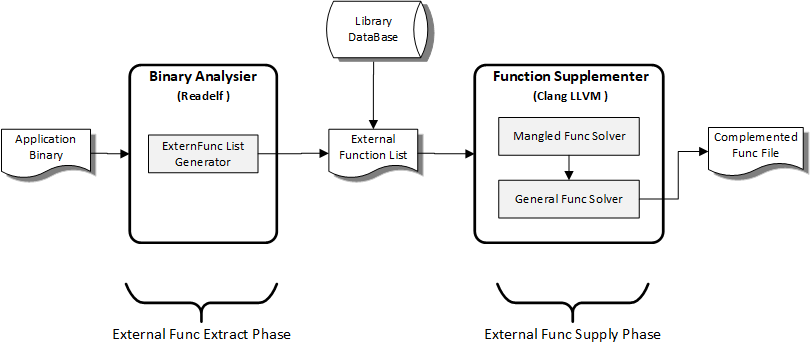 Library
DataBase
Binary Analysier
(Readelf )
Function Supplementer
(Clang LLVM )
Application
Binary
ExternFunc List
Generator
External
Function List
Mangled Func Solver
General Func Solver
Complemented
Func File
External Func Extract Phase
External Func Supply Phase